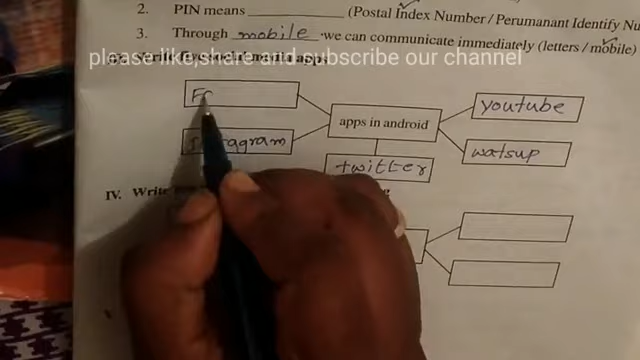 2. PIN means ____________ (Postal Index Number / Perumanant Identify Nu
3. Through mobile we can communicate immediately (letters / mobile)
please like share and subscribe our channel
youtube
apps in android
Instagram
watsup
twitter
IV. Write